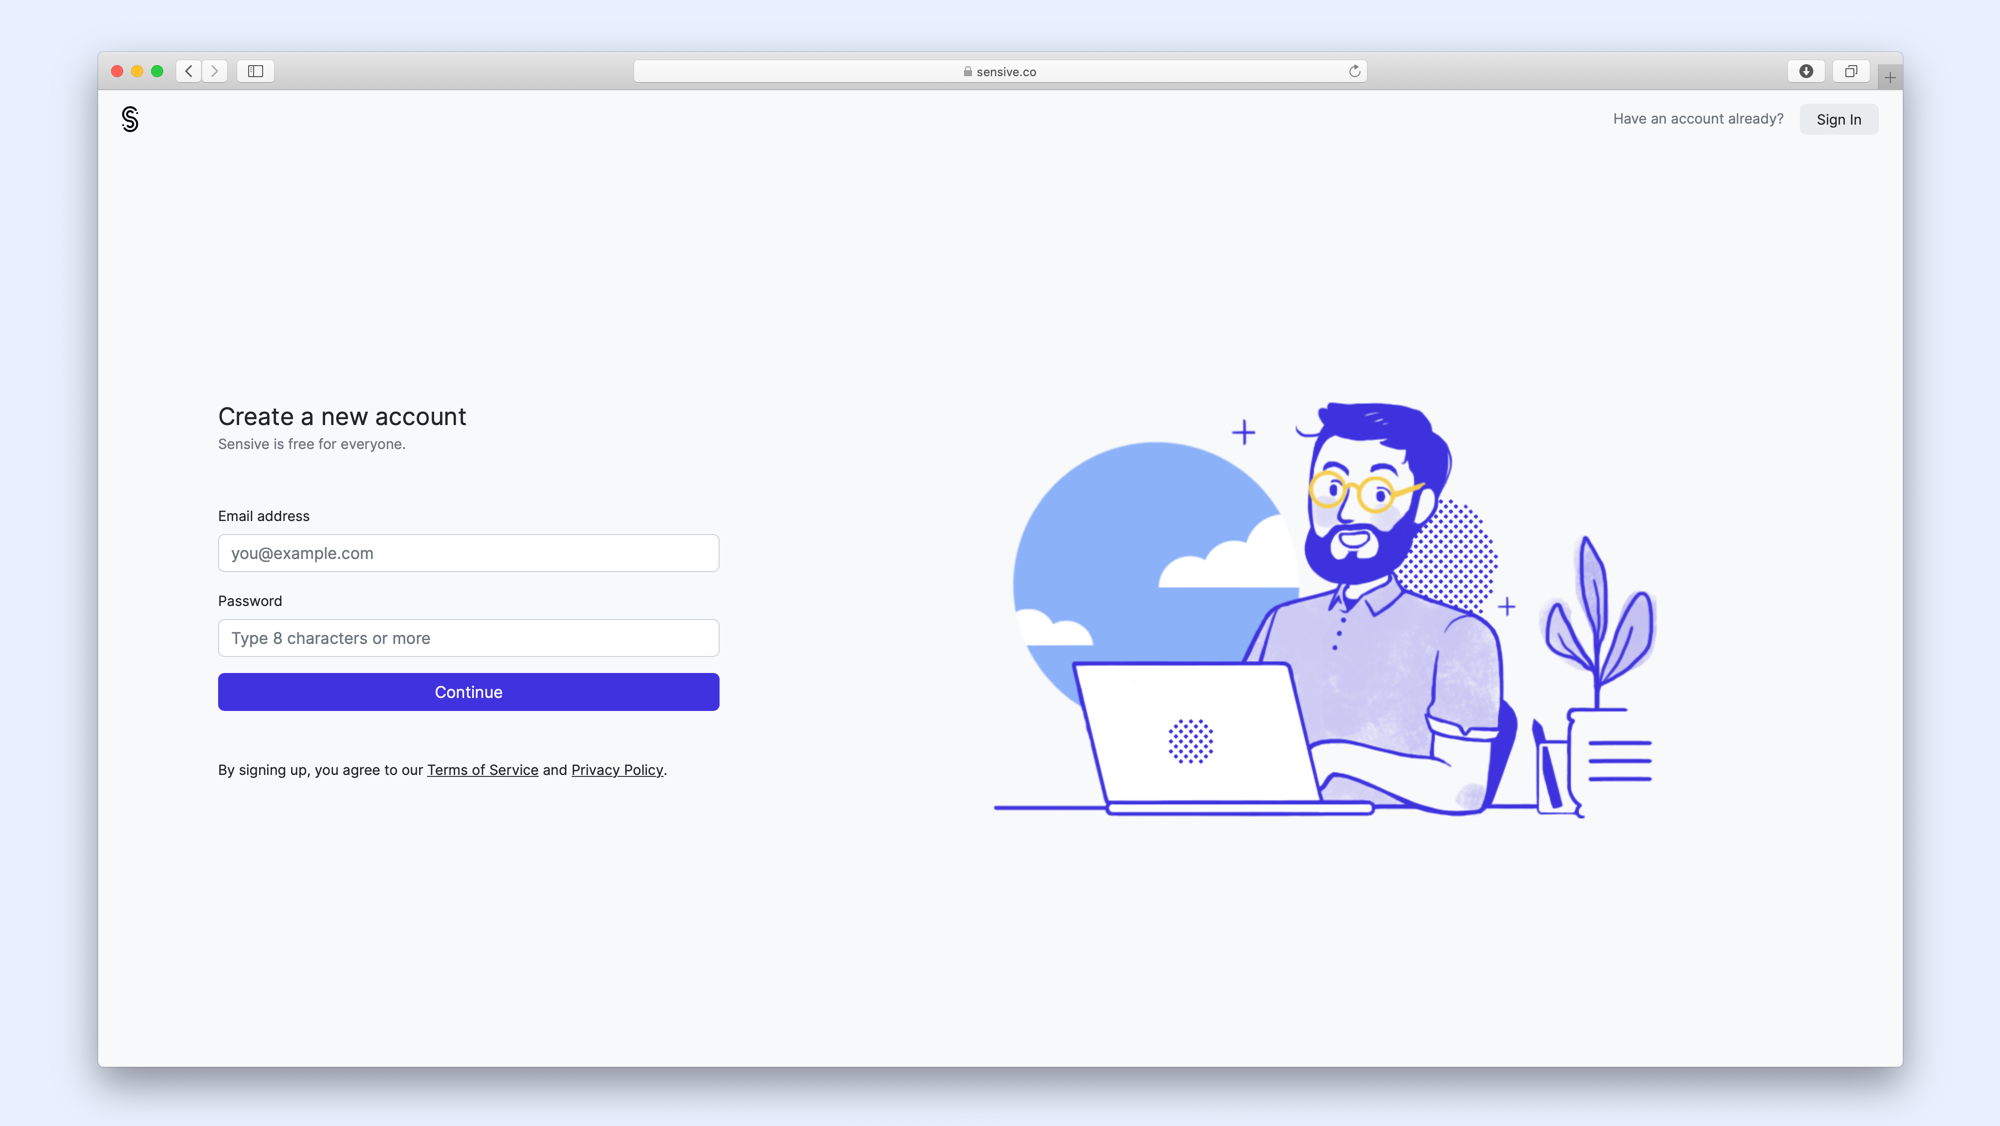 sensive.co
Have an account already?
Sign In
Create a new account
Sensive is free for everyone.
Email address
you@example.com
Password
Type 8 characters or more
Continue
By signing up, you agree to our Terms of Service and Privacy Policy.